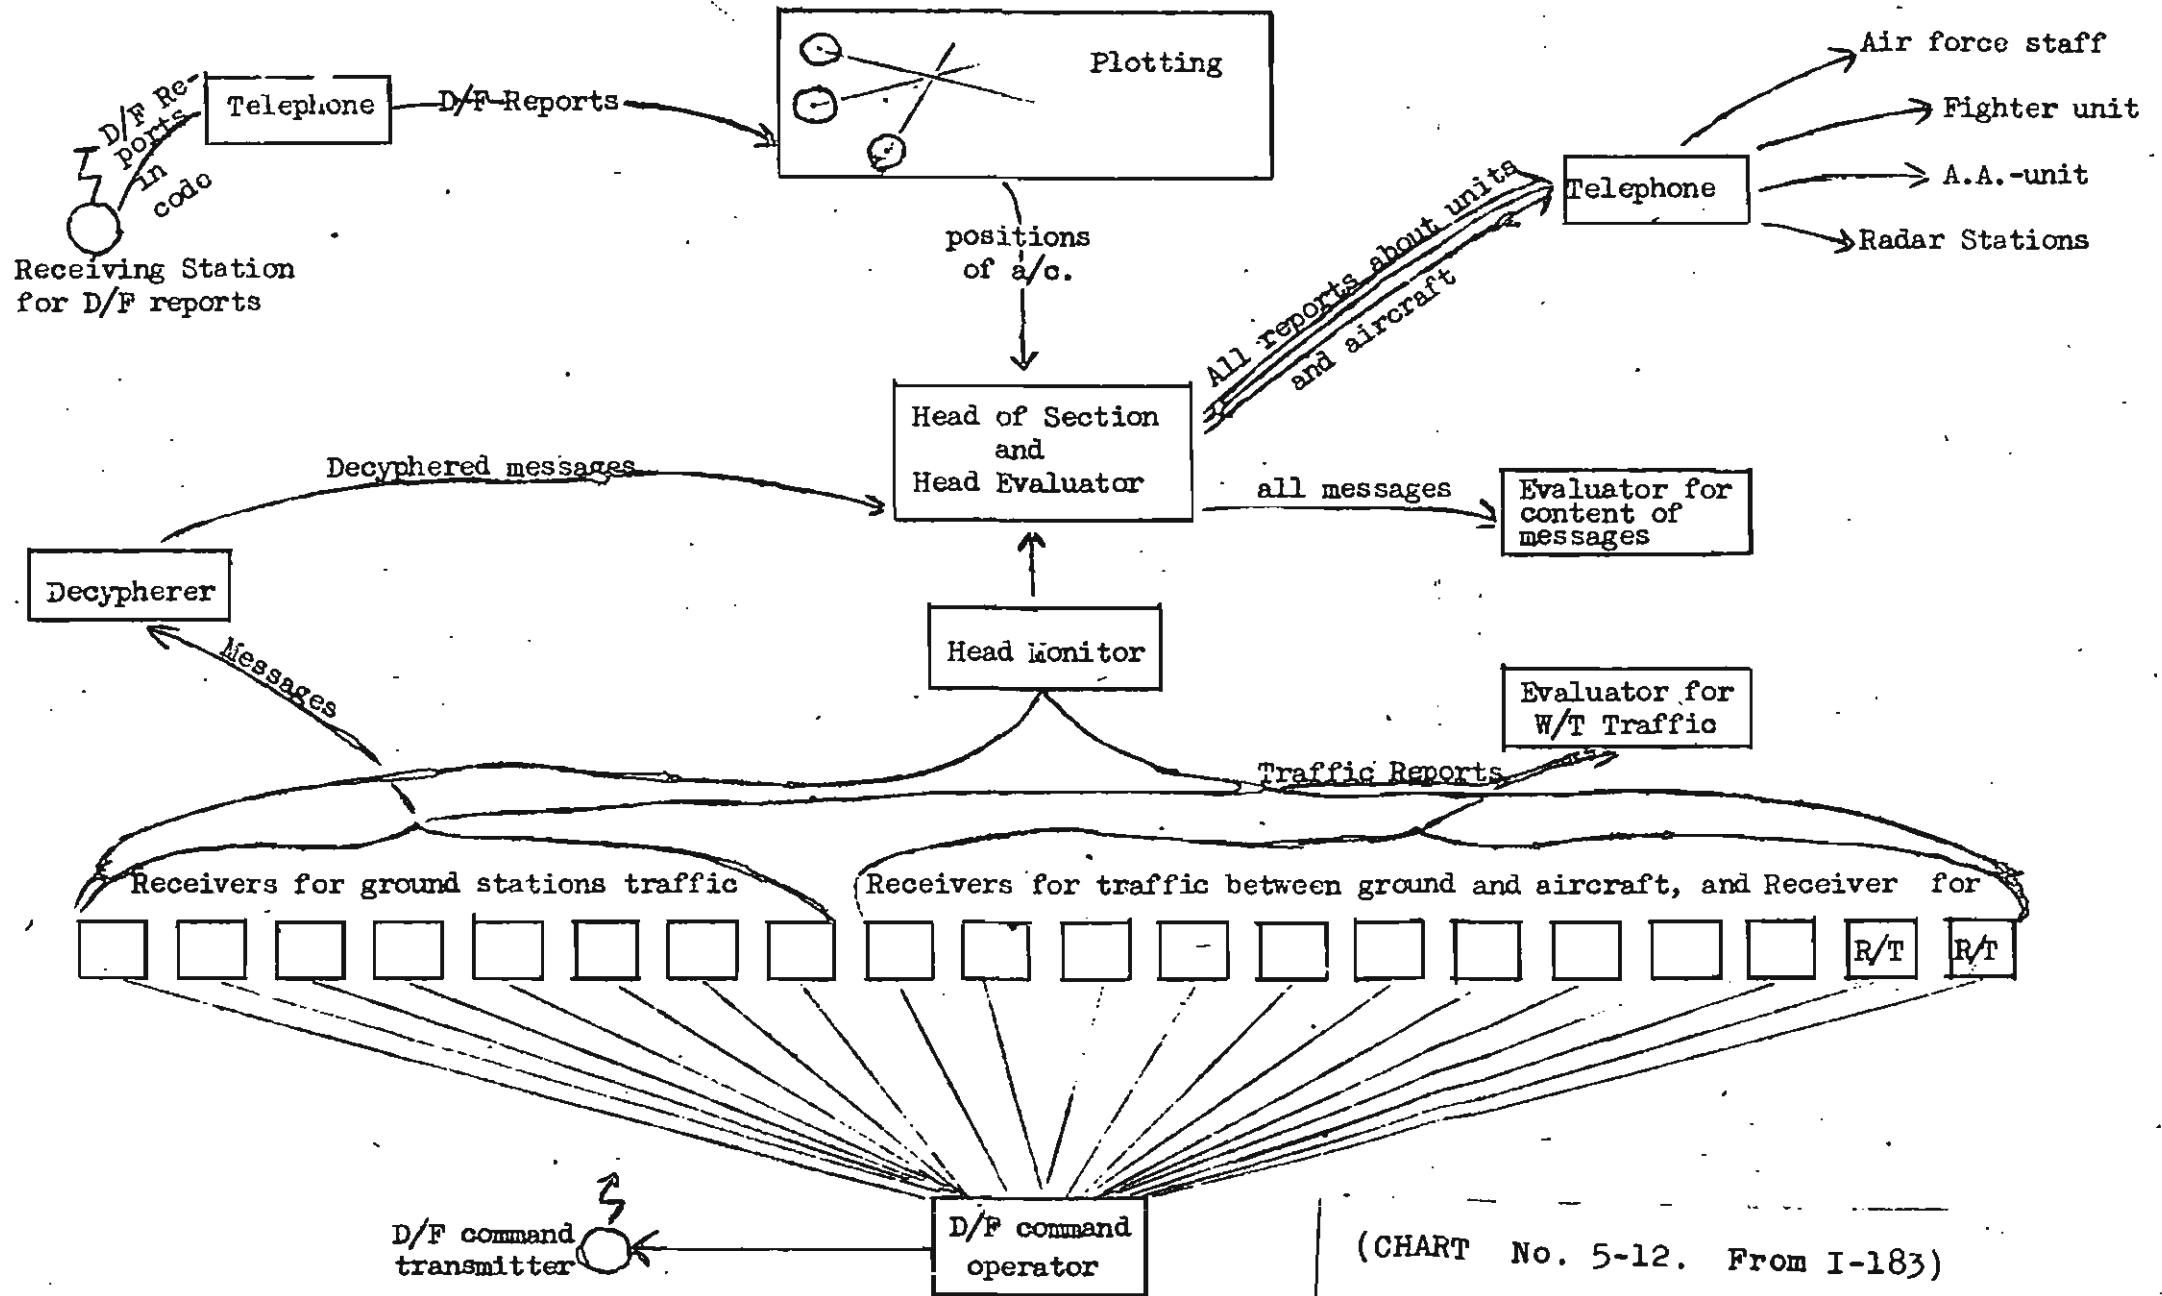 D/F Re-
ports
in
code
Telephone
D/F Reports
Plotting
Air force staff
Fighter unit
A.A.-unit
Radar Stations
Telephone
Receiving Station
for D/F reports
positions
of a/c.
All reports about units
and aircraft
Head of Section
and
Head Evaluator
Decyphered messages
all messages
Evaluator for
content of
messages
Decypherer
Messages
Head Monitor
Evaluator for
W/T Traffic
Traffic Reports
Receivers for ground stations traffic
Receivers for traffic between ground and aircraft, and Receiver for
R/T
R/T
D/F command
transmitter
D/F command
operator
(CHART No. 5-12. From I-183)